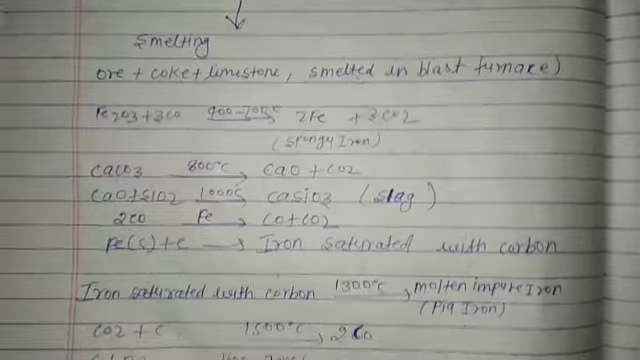 Smelting
ore + coke + limestone, smelted in blast furnace)
Fe2O3 + 3CO 400-700°C 2Fe + 3CO2
(Spongy Iron)
CaCO3 800°C CaO + CO2
CaO + SiO2 1000°C CaSiO3 (Slag)
2CO Fe CO + CO2
Fe(s) + C → Iron saturated with carbon
Iron saturated with carbon 1300°C, molten impure Iron
(Pig Iron)
CO2 + C 1500°C, 2CO